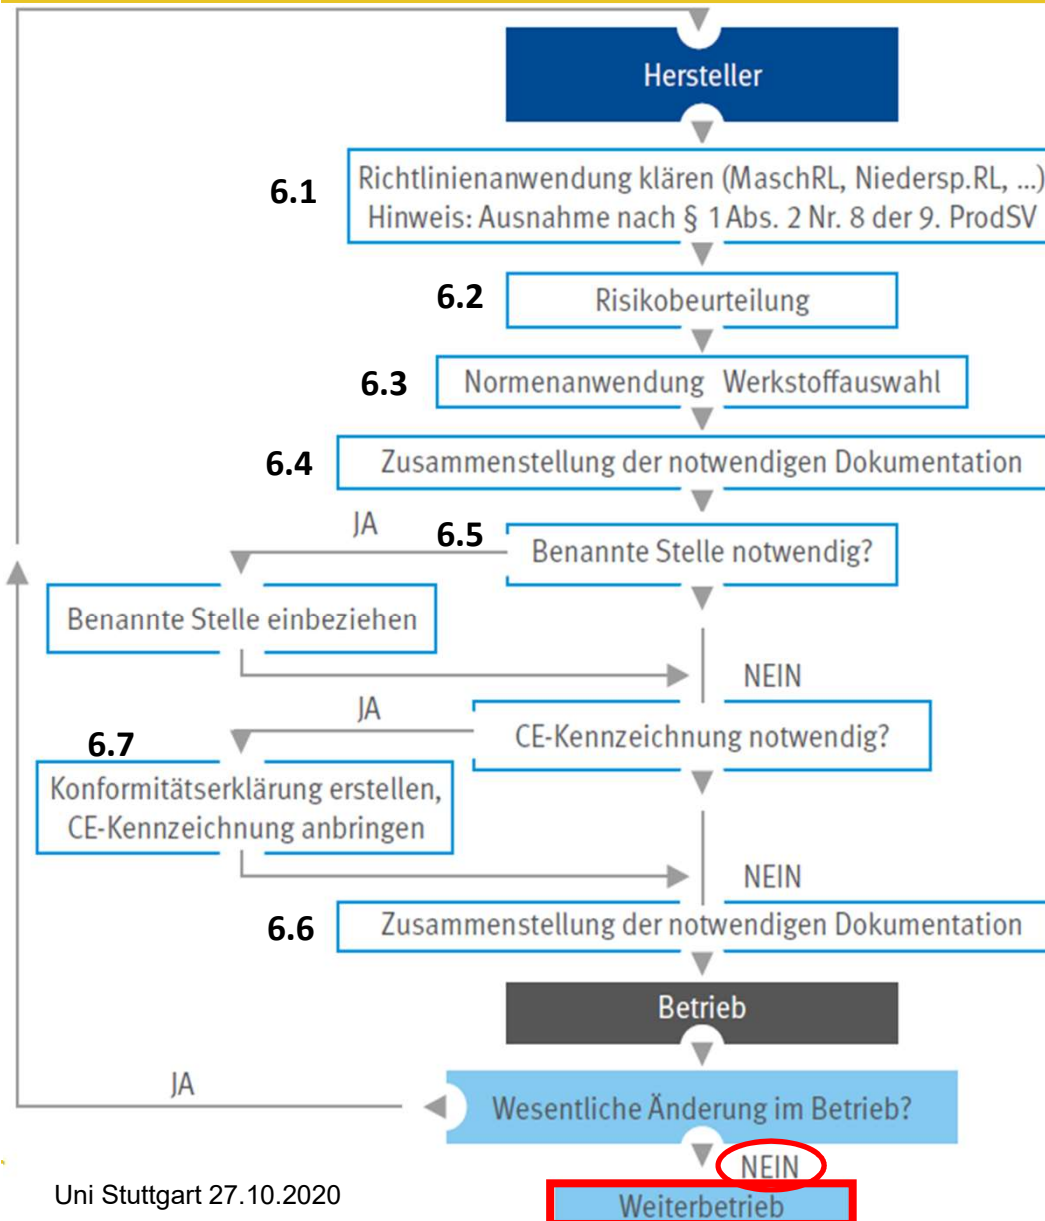 Hersteller
6.1
Richtlinienanwendung klären (MaschRL, Niedersp.RL, ...)
Hinweis: Ausnahme nach § 1 Abs. 2 Nr. 8 der 9. ProdSV
6.2
Risikobeurteilung
6.3
Normenanwendung Werkstoffauswahl
6.4
Zusammenstellung der notwendigen Dokumentation
JA
6.5
Benannte Stelle notwendig?
Benannte Stelle einbeziehen
NEIN
JA
CE-Kennzeichnung notwendig?
6.7
Konformitätserklärung erstellen,
CE-Kennzeichnung anbringen
NEIN
6.6
Zusammenstellung der notwendigen Dokumentation
Betrieb
JA
Wesentliche Änderung im Betrieb?
NEIN
Uni Stuttgart 27.10.2020
Weiterbetrieb